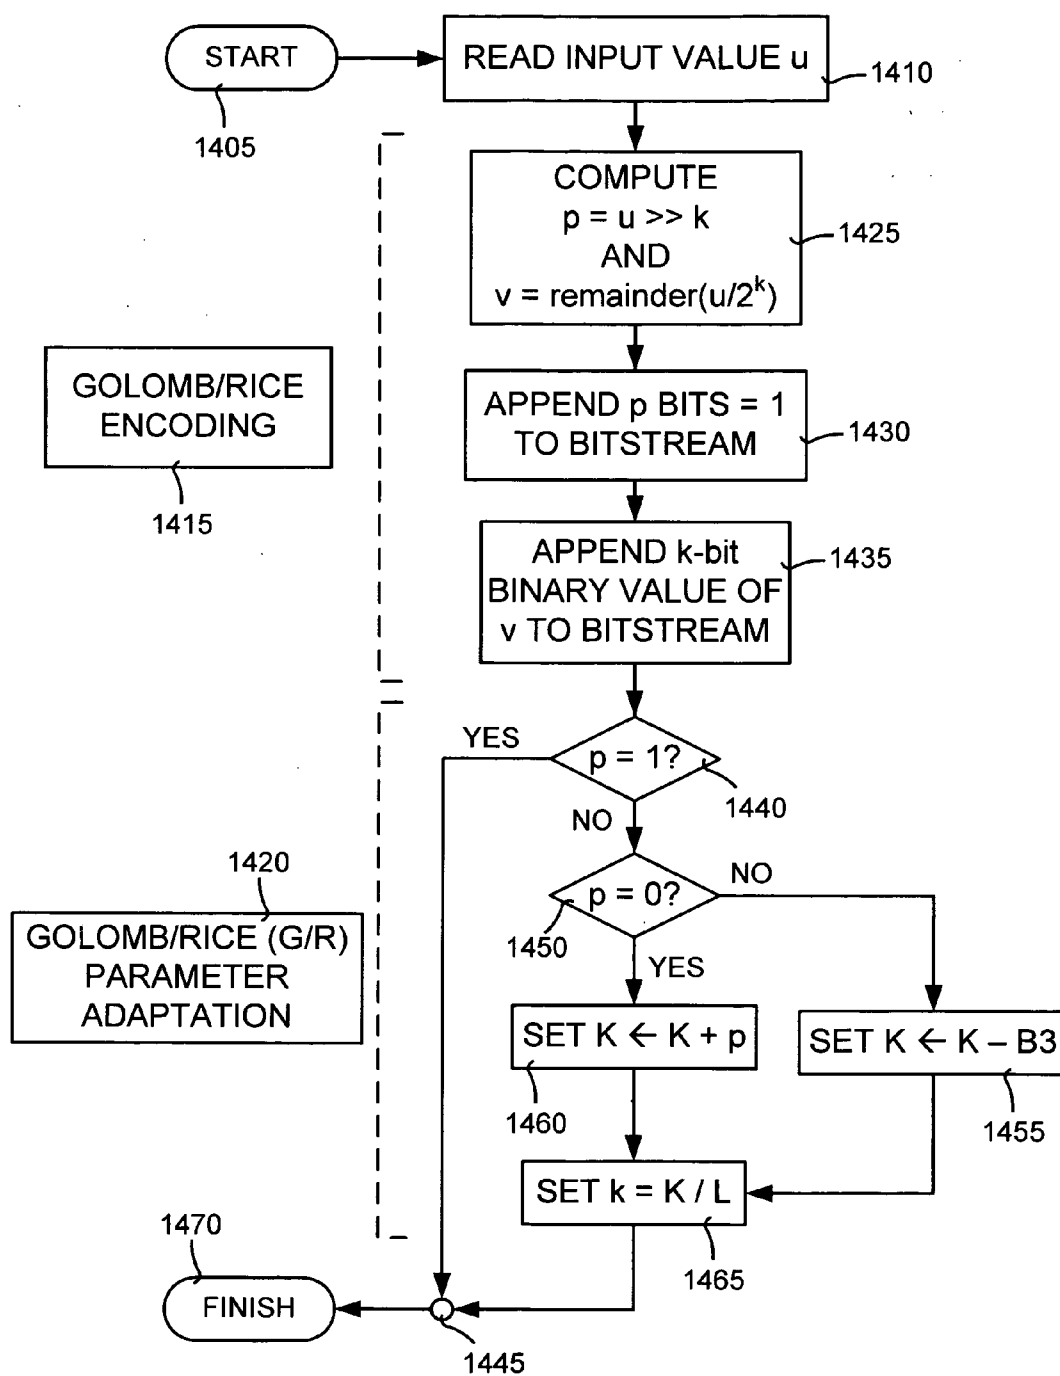 START
READ INPUT VALUE u
1410
1405
COMPUTE
p = u >> k
AND
v = remainder(u/2^k)
1425
GOLOMB/RICE
ENCODING
1415
APPEND p BITS = 1
TO BITSTREAM
1430
APPEND k-bit
BINARY VALUE OF
v TO BITSTREAM
1435
YES
p = 1?
1440
NO
1420
GOLOMB/RICE (G/R)
PARAMETER
ADAPTATION
p = 0?
NO
1450
YES
SET K ← K + p
1460
SET K ← K – B3
1455
SET k = K / L
1465
1470
FINISH
1445